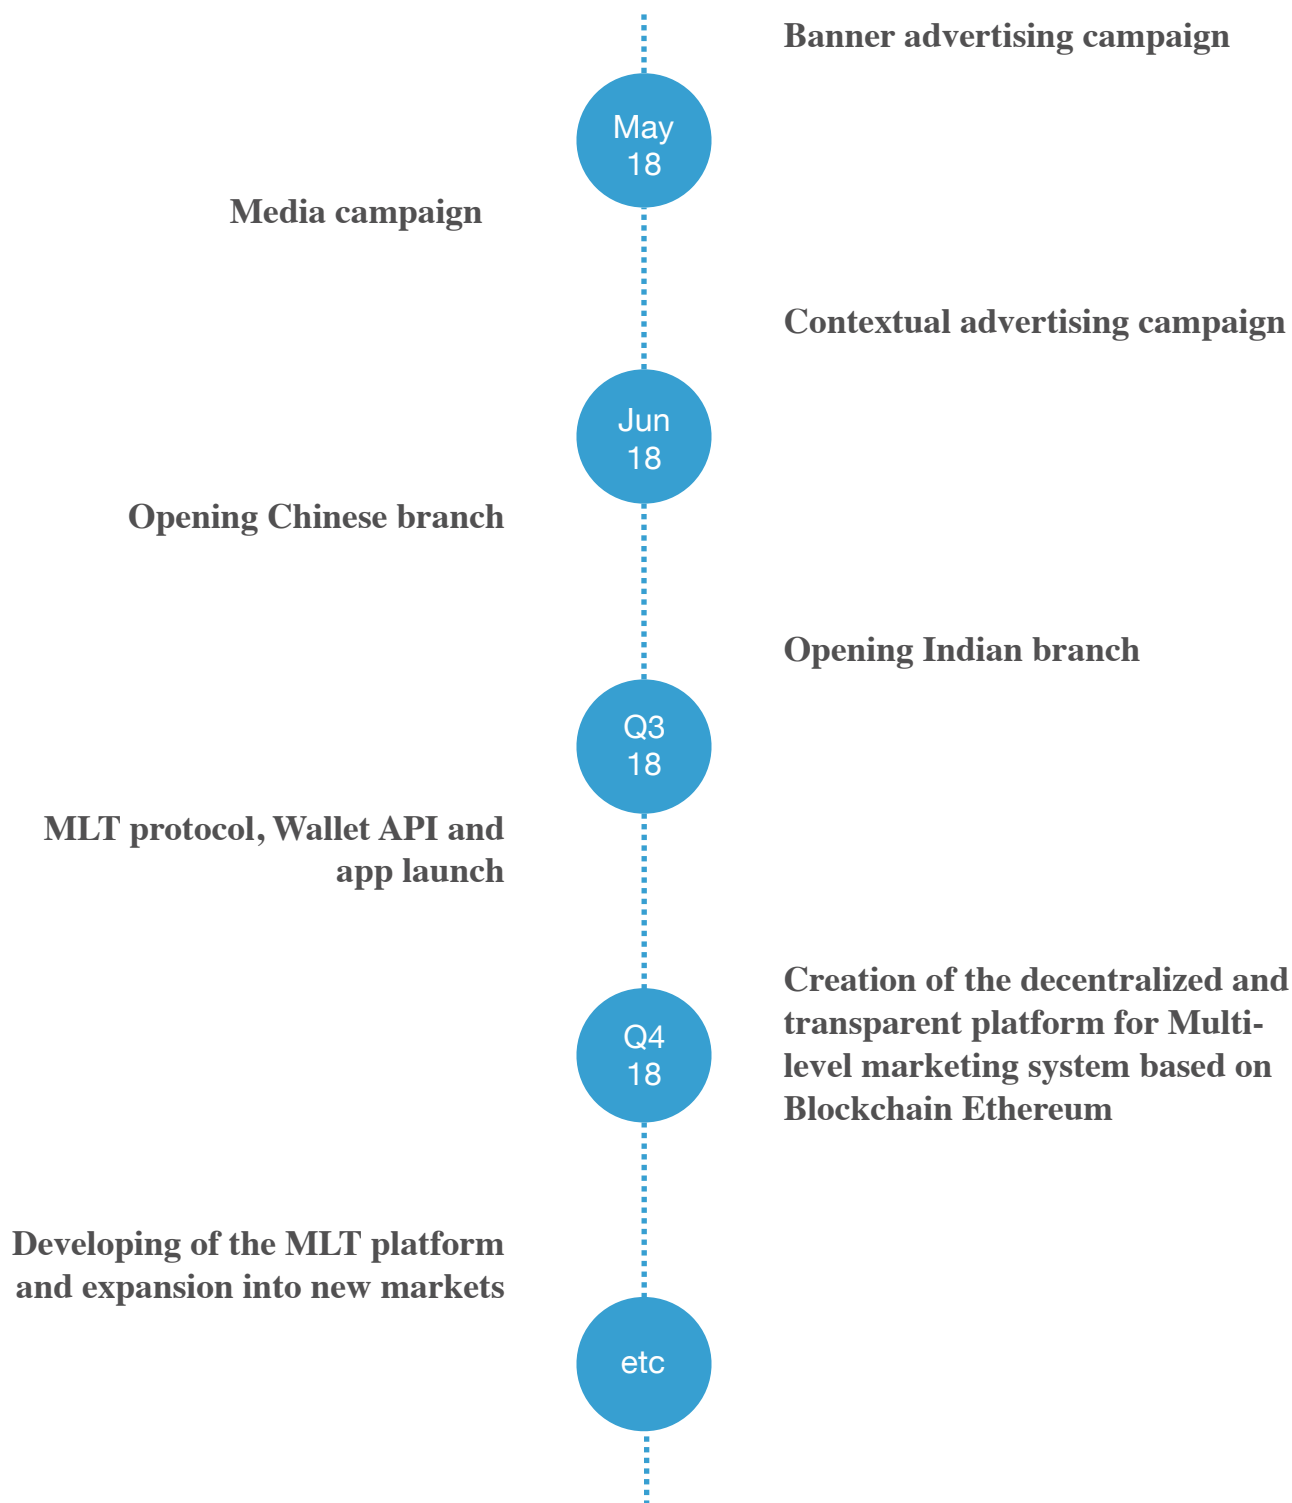 Banner advertising campaign
May
18
Media campaign
Contextual advertising campaign
Jun
18
Opening Chinese branch
Opening Indian branch
Q3
18
MLT protocol, Wallet API and
app launch
Creation of the decentralized and
transparent platform for Multi-
level marketing system based on
Blockchain Ethereum
Q4
18
Developing of the MLT platform
and expansion into new markets
etc